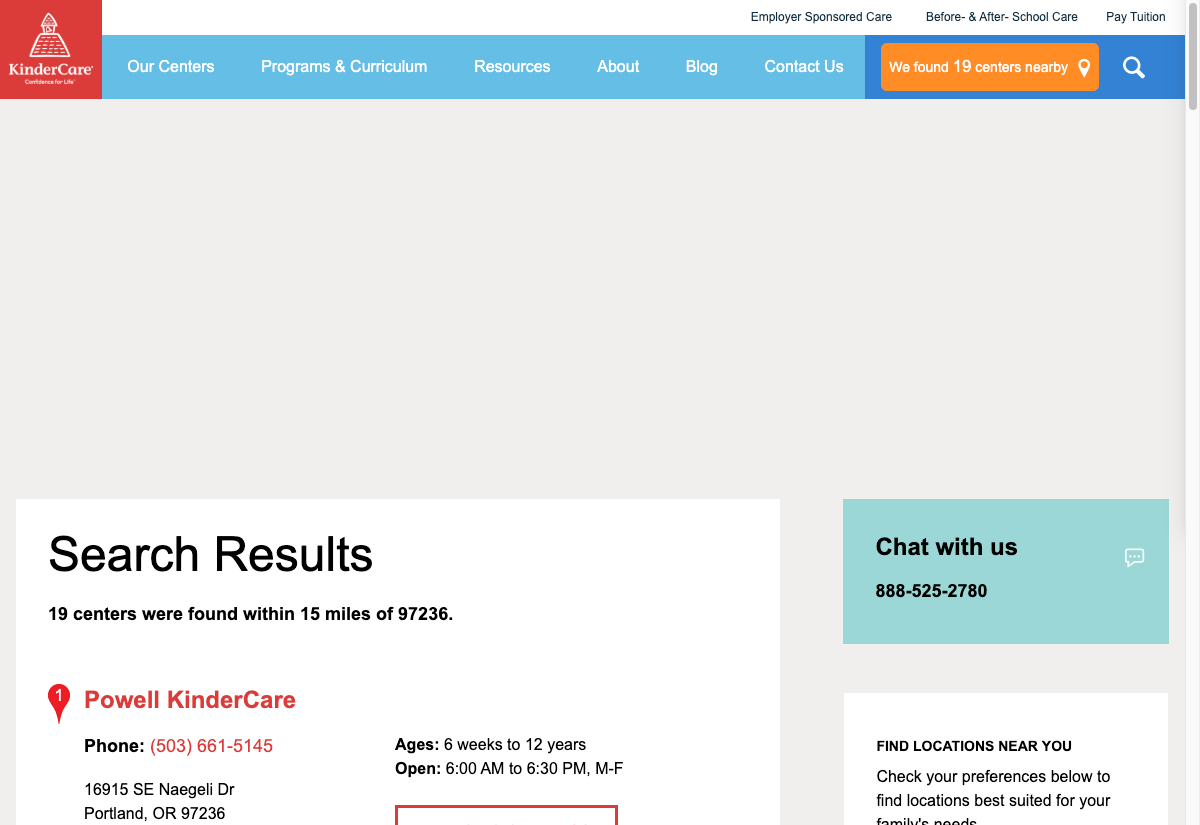 Employer Sponsored Care Before- & After- School Care Pay Tuition
KinderCare
Confidence for Life
Our Centers Programs & Curriculum Resources About Blog Contact Us We found 19 centers nearby
Search Results
19 centers were found within 15 miles of 97236.
1 Powell KinderCare
Phone: (503) 661-5145
16915 SE Naegeli Dr
Portland, OR 97236
Ages: 6 weeks to 12 years
Open: 6:00 AM to 6:30 PM, M-F
Chat with us
888-525-2780
FIND LOCATIONS NEAR YOU
Check your preferences below to
find locations best suited for your
family's needs